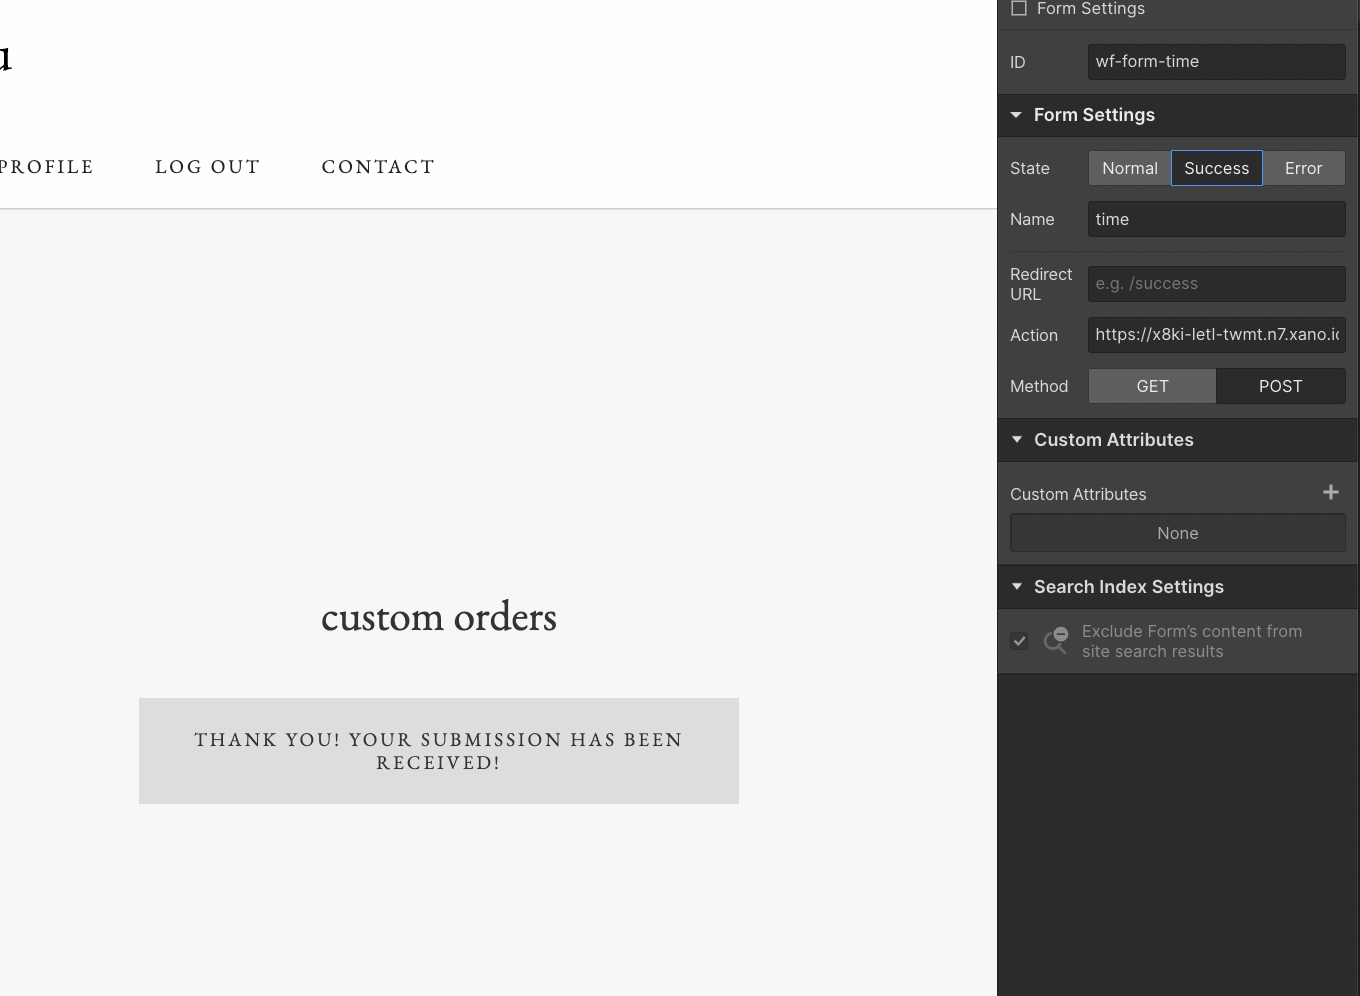 u
PROFILE LOG OUT CONTACT
custom orders
THANK YOU! YOUR SUBMISSION HAS BEEN
RECEIVED!
Form Settings
ID wf-form-time
Form Settings
State Normal Success Error
Name time
Redirect
URL e.g. /success
Action https://x8ki-letl-twmt.n7.xano.ic
Method GET POST
Custom Attributes
Custom Attributes
None
Search Index Settings
Exclude Form's content from
site search results